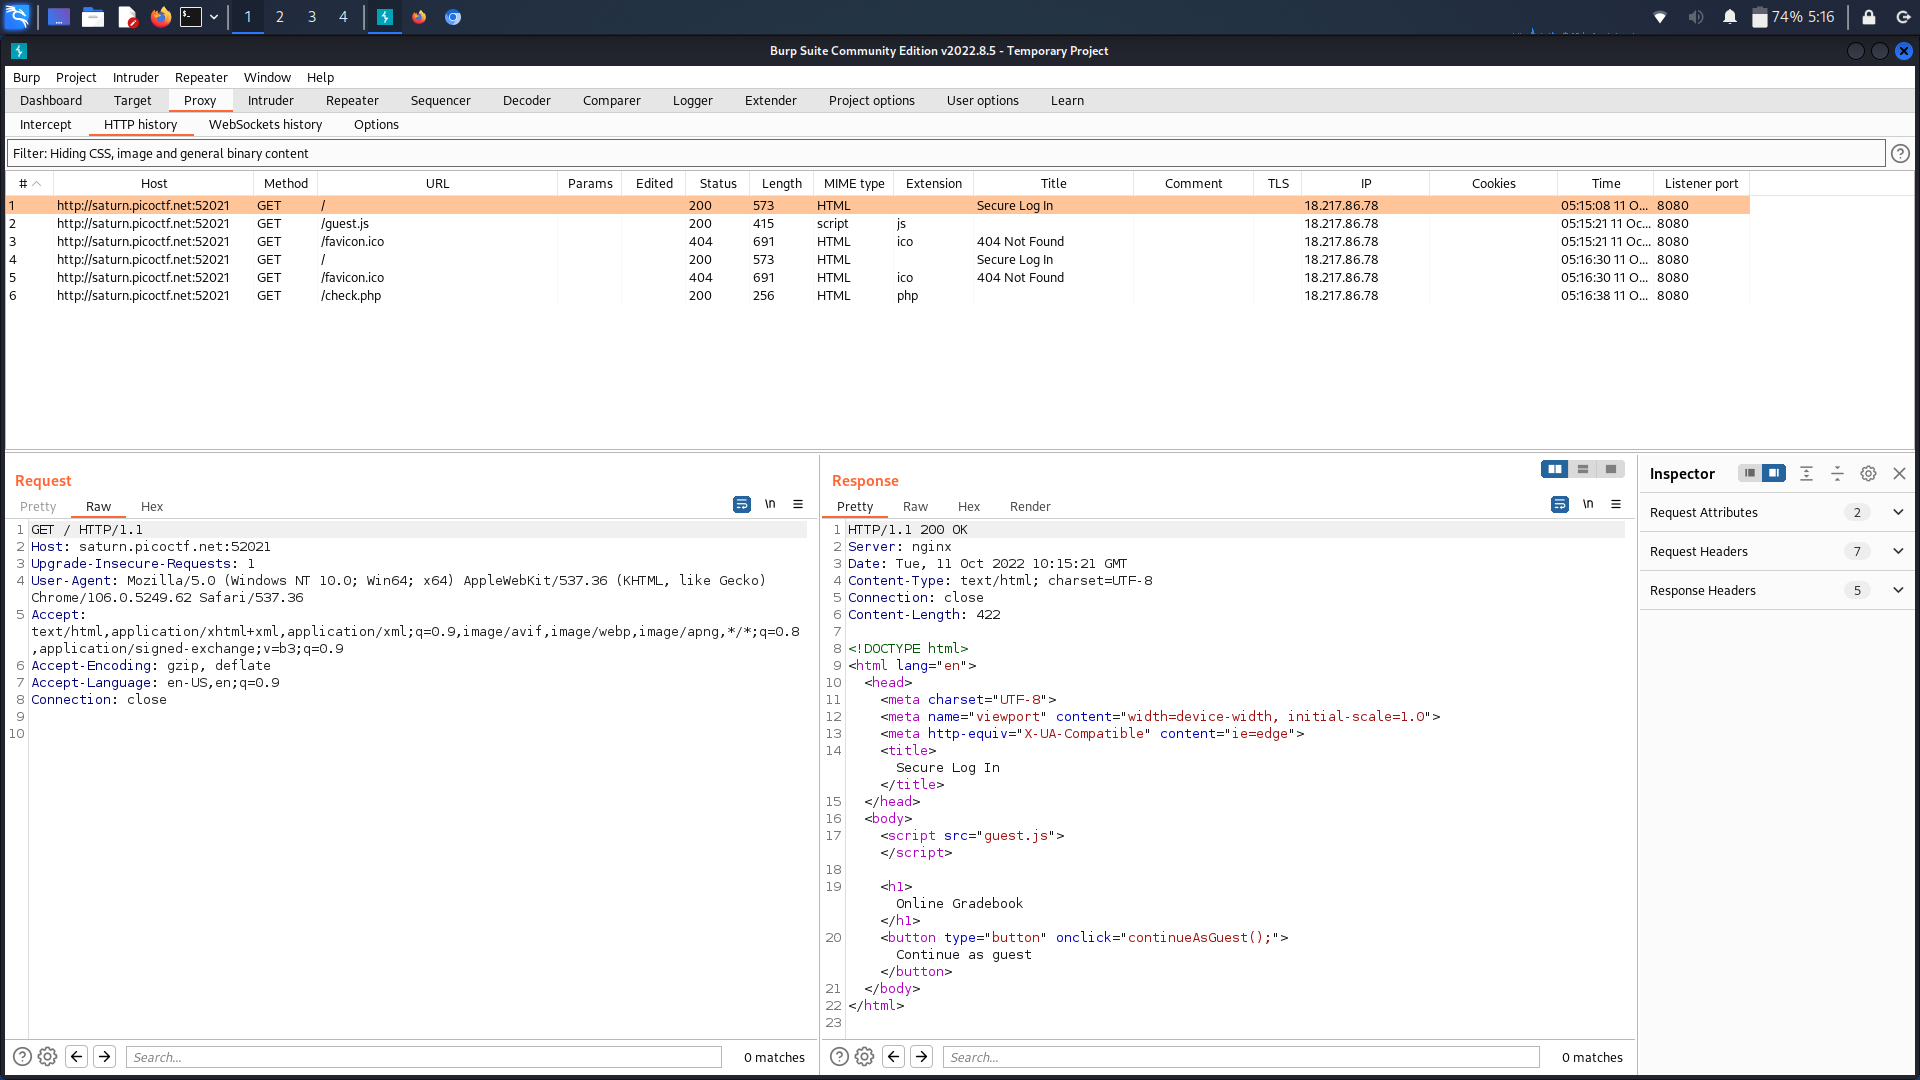 1 2 3 4 74% 5:16
Burp Suite Community Edition v2022.8.5 - Temporary Project
Burp Project Intruder Repeater Window Help
Dashboard Target Proxy Intruder Repeater Sequencer Decoder Comparer Logger Extender Project options User options Learn
Intercept HTTP history WebSockets history Options
Filter: Hiding CSS, image and general binary content
# Host Method URL Params Edited Status Length MIME type Extension Title Comment TLS IP Cookies Time Listener port
1 http://saturn.picoctf.net:52021 GET / 200 573 HTML Secure Log In 18.217.86.78 05:15:08 11 O... 8080
2 http://saturn.picoctf.net:52021 GET /guest.js 200 415 script js 18.217.86.78 05:15:21 11 Oc... 8080
3 http://saturn.picoctf.net:52021 GET /favicon.ico 404 691 HTML ico 404 Not Found 18.217.86.78 05:15:21 11 Oc... 8080
4 http://saturn.picoctf.net:52021 GET / 200 573 HTML Secure Log In 18.217.86.78 05:16:30 11 O... 8080
5 http://saturn.picoctf.net:52021 GET /favicon.ico 404 691 HTML ico 404 Not Found 18.217.86.78 05:16:30 11 O... 8080
6 http://saturn.picoctf.net:52021 GET /check.php 200 256 HTML php 18.217.86.78 05:16:38 11 O... 8080
Request
Pretty Raw Hex \n
1 GET / HTTP/1.1
2 Host: saturn.picoctf.net:52021
3 Upgrade-Insecure-Requests: 1
4 User-Agent: Mozilla/5.0 (Windows NT 10.0; Win64; x64) AppleWebKit/537.36 (KHTML, like Gecko)
Chrome/106.0.5249.62 Safari/537.36
5 Accept:
text/html,application/xhtml+xml,application/xml;q=0.9,image/avif,image/webp,image/apng,*/*;q=0.8
,application/signed-exchange;v=b3;q=0.9
6 Accept-Encoding: gzip, deflate
7 Accept-Language: en-US,en;q=0.9
8 Connection: close
9
10
Search... 0 matches
Response
Pretty Raw Hex Render \n
1 HTTP/1.1 200 OK
2 Server: nginx
3 Date: Tue, 11 Oct 2022 10:15:21 GMT
4 Content-Type: text/html; charset=UTF-8
5 Connection: close
6 Content-Length: 422
7
8 <!DOCTYPE html>
9 <html lang="en">
10 <head>
11 <meta charset="UTF-8">
12 <meta name="viewport" content="width=device-width, initial-scale=1.0">
13 <meta http-equiv="X-UA-Compatible" content="ie=edge">
14 <title>
Secure Log In
</title>
15 </head>
16 <body>
17 <script src="guest.js">
</script>
18
19 <h1>
Online Gradebook
</h1>
20 <button type="button" onclick="continueAsGuest();">
Continue as guest
</button>
21 </body>
22 </html>
23
Search... 0 matches
Inspector
Request Attributes 2
Request Headers 7
Response Headers 5